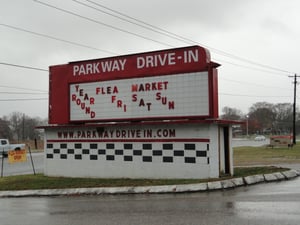 PARKWAY DRIVE-IN
YEAR FLEA MARKET
ROUND FRI SAT SUN
WWW.PARKWAYDRIVEIN.COM